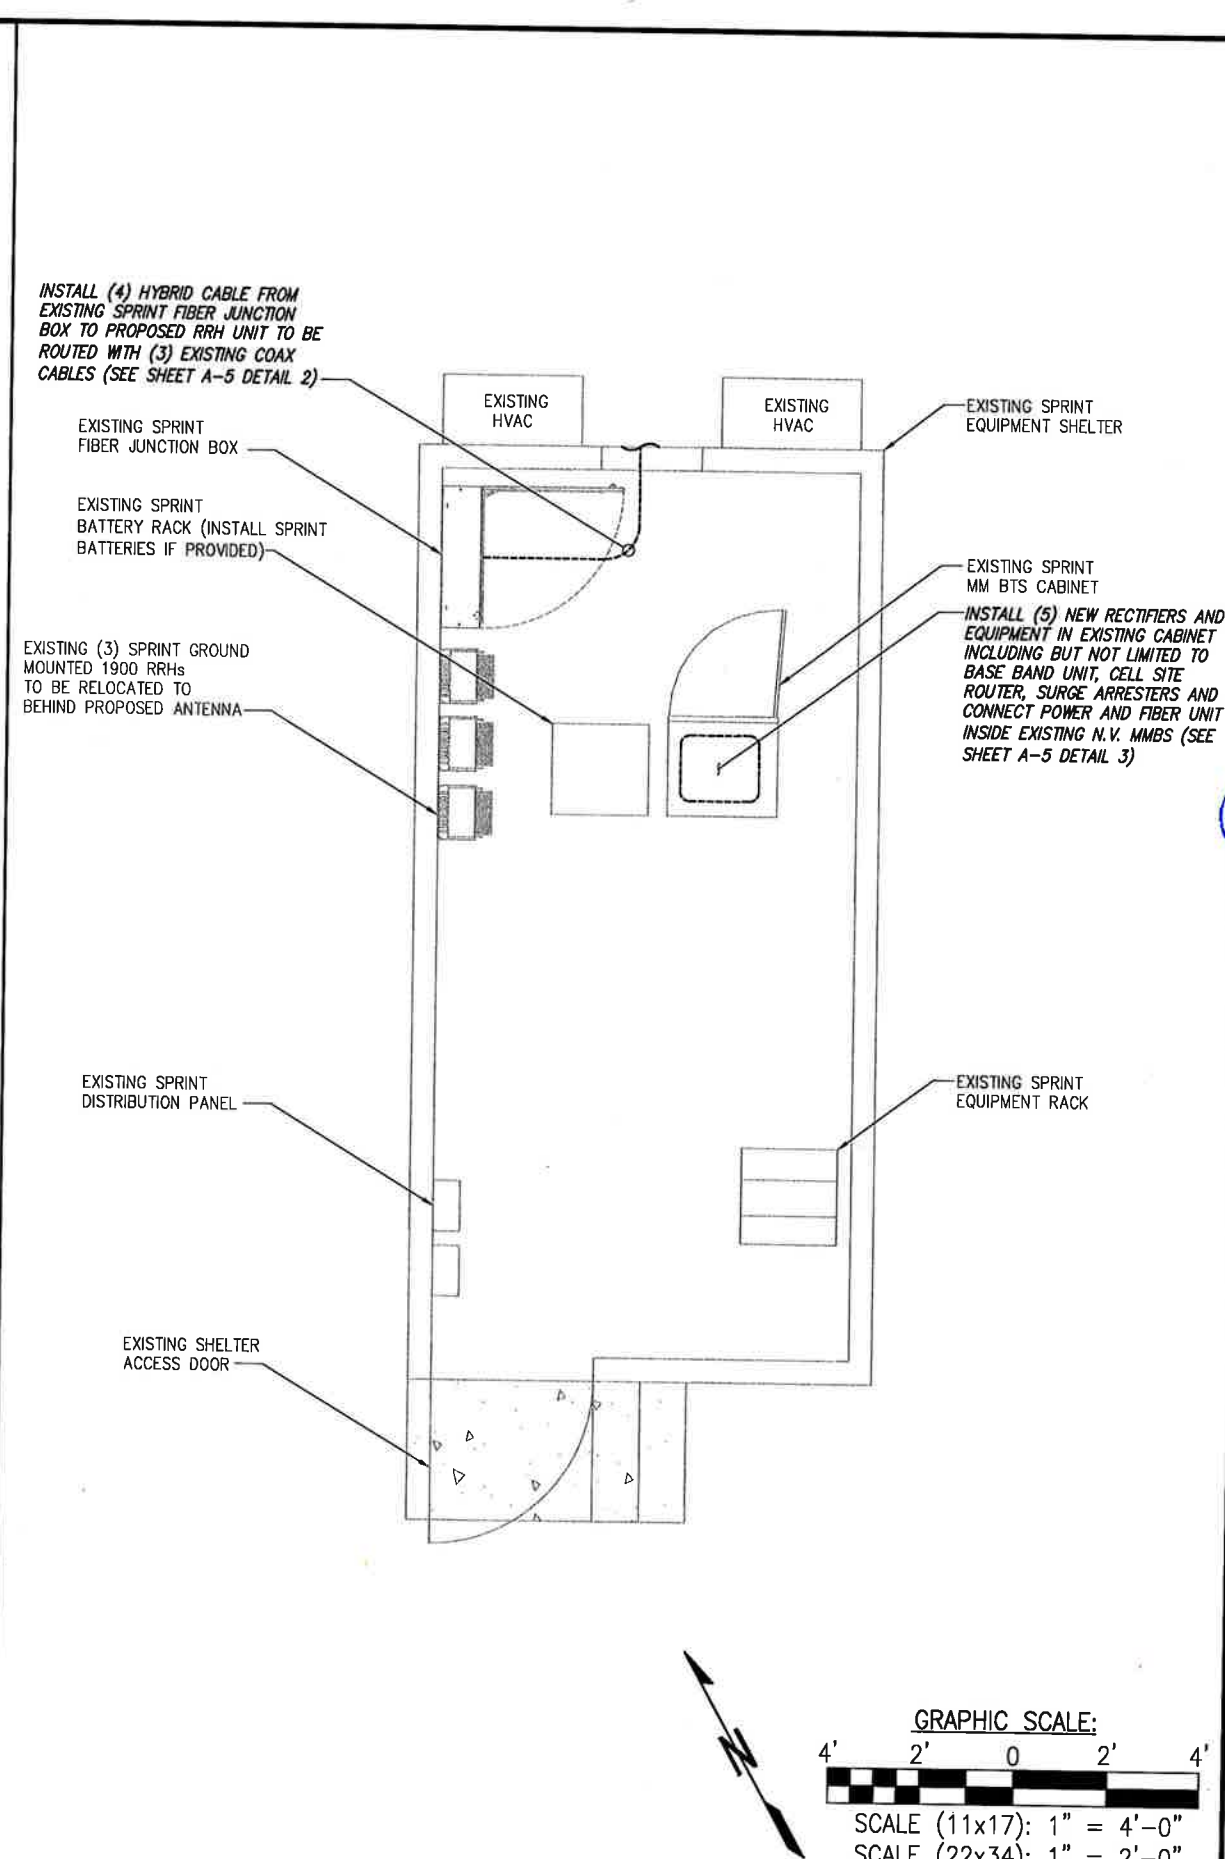 INSTALL (4) HYBRID CABLE FROM
EXISTING SPRINT FIBER JUNCTION
BOX TO PROPOSED RRH UNIT TO BE
ROUTED WITH (3) EXISTING COAX
CABLES (SEE SHEET A-5 DETAIL 2)
EXISTING SPRINT
FIBER JUNCTION BOX
EXISTING SPRINT
BATTERY RACK (INSTALL SPRINT
BATTERIES IF PROVIDED)
EXISTING (3) SPRINT GROUND
MOUNTED 1900 RRHs
TO BE RELOCATED TO
BEHIND PROPOSED ANTENNA
EXISTING SPRINT
DISTRIBUTION PANEL
EXISTING SHELTER
ACCESS DOOR
EXISTING
HVAC
EXISTING
HVAC
EXISTING SPRINT
EQUIPMENT SHELTER
EXISTING SPRINT
MM BTS CABINET
INSTALL (5) NEW RECTIFIERS AND
EQUIPMENT IN EXISTING CABINET
INCLUDING BUT NOT LIMITED TO
BASE BAND UNIT, CELL SITE
ROUTER, SURGE ARRESTERS AND
CONNECT POWER AND FIBER UNIT
INSIDE EXISTING N.V. MMBS (SEE
SHEET A-5 DETAIL 3)
EXISTING SPRINT
EQUIPMENT RACK
N
GRAPHIC SCALE:
4' 2' 0 2' 4'
SCALE (11x17): 1" = 4'-0"
SCALE (22x34): 1" = 2'-0"